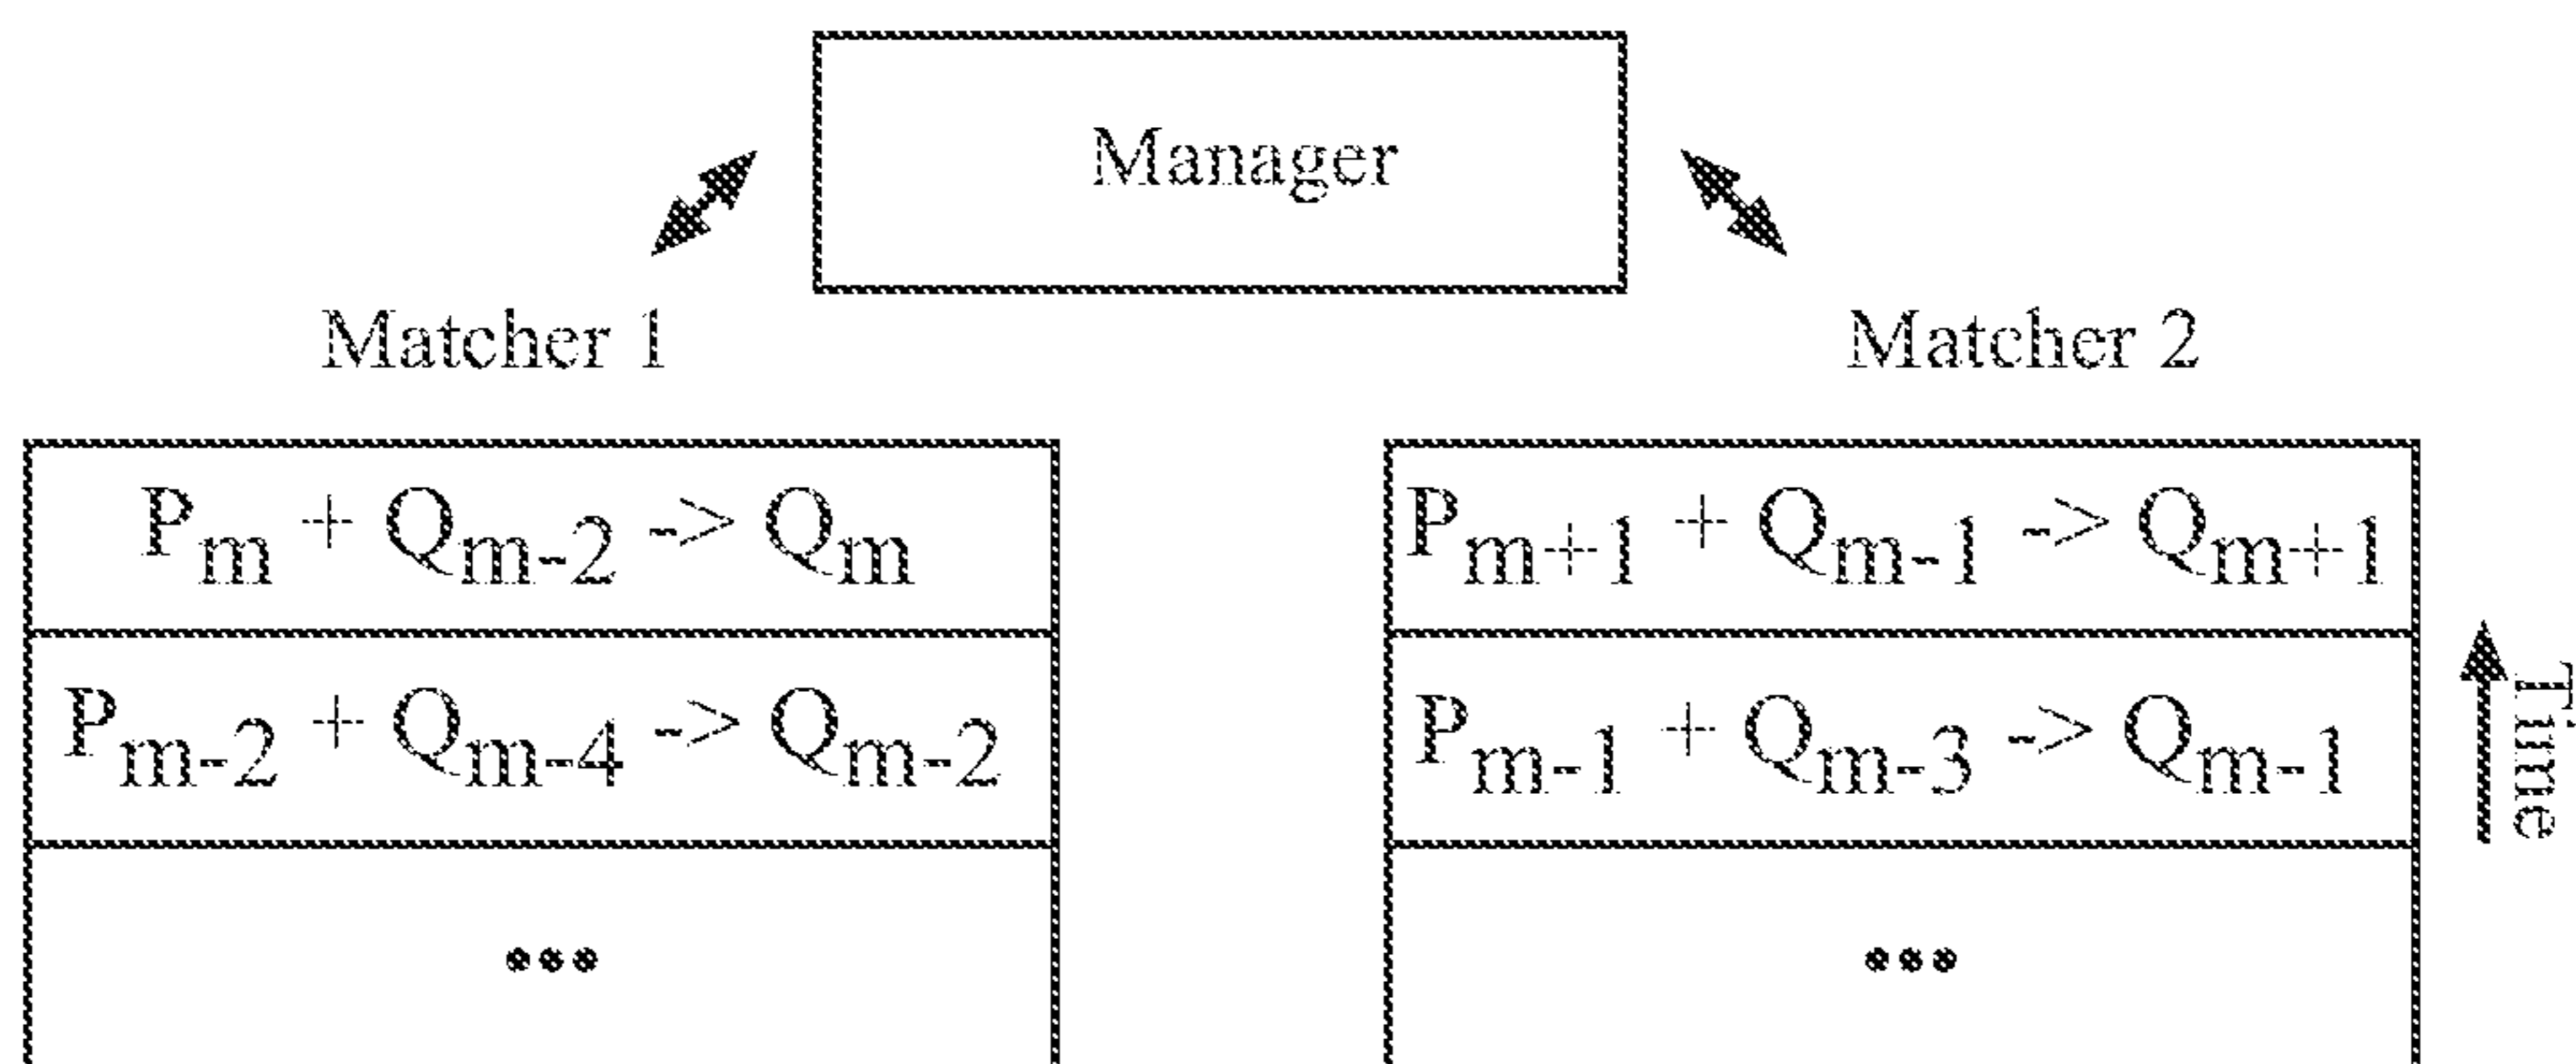 Manager
Matcher 1
Matcher 2
Pm + Qm-2 -> Qm
Pm+1 + Qm-1 -> Qm+1
Pm-2 + Qm-4 -> Qm-2
Pm-1 + Qm-3 -> Qm-1
Time
•••
•••